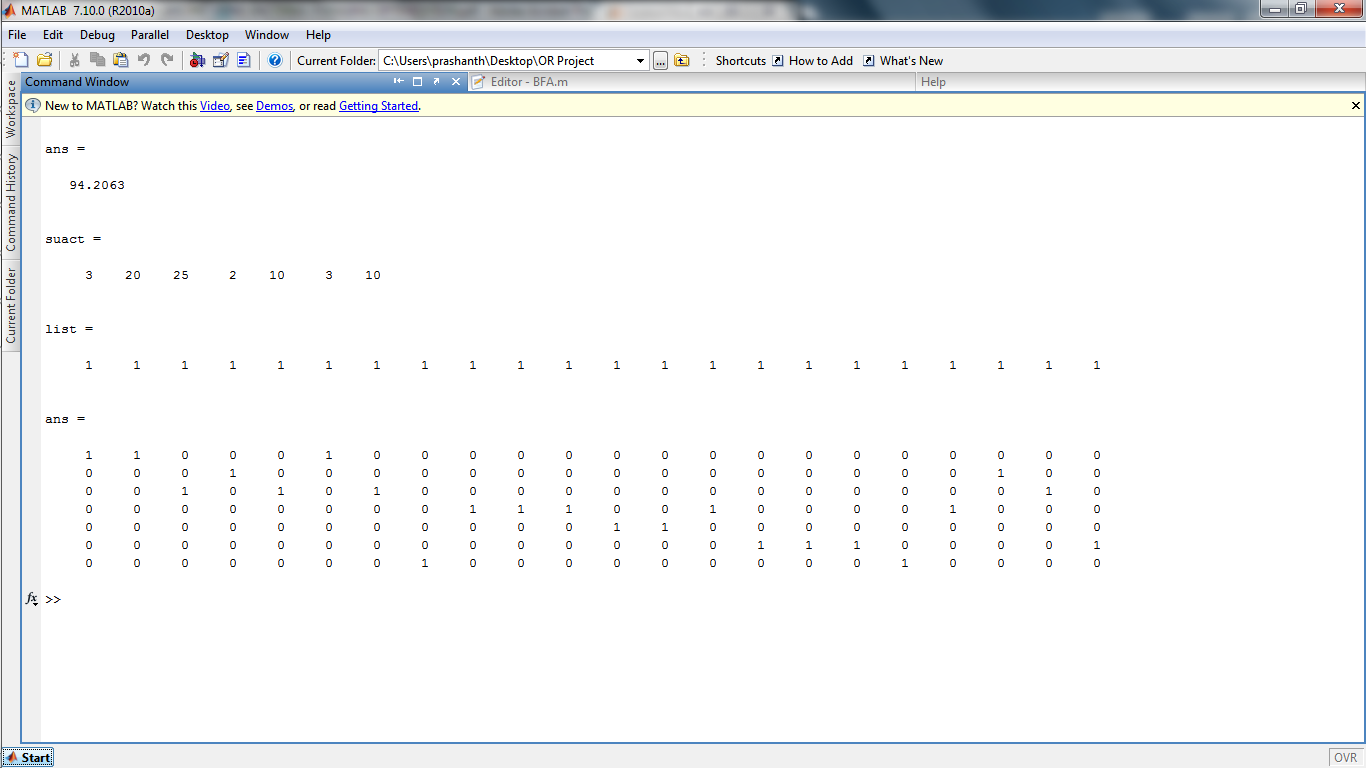 MATLAB 7.10.0 (R2010a)
File Edit Debug Parallel Desktop Window Help
Current Folder: C:\Users\prashanth\Desktop\OR Project ... Shortcuts How to Add What's New
Workspace
Command History
Current Folder
Command Window Editor - BFA.m Help
New to MATLAB? Watch this Video, see Demos, or read Getting Started.
ans =
94.2063
suact =
3 20 25 2 10 3 10
list =
1 1 1 1 1 1 1 1 1 1 1 1 1 1 1 1 1 1 1 1 1 1
ans =
1 1 0 0 0 1 0 0 0 0 0 0 0 0 0 0 0 0 0 0 0 0
0 0 0 1 0 0 0 0 0 0 0 0 0 0 0 0 0 0 0 1 0 0
0 0 1 0 1 0 1 0 0 0 0 0 0 0 0 0 0 0 0 0 1 0
0 0 0 0 0 0 0 0 1 1 1 0 0 1 0 0 0 0 1 0 0 0
0 0 0 0 0 0 0 0 0 0 0 1 1 0 0 0 0 0 0 0 0 0
0 0 0 0 0 0 0 0 0 0 0 0 0 0 1 1 1 0 0 0 0 1
0 0 0 0 0 0 0 1 0 0 0 0 0 0 0 0 0 1 0 0 0 0
fx >>
Start OVR